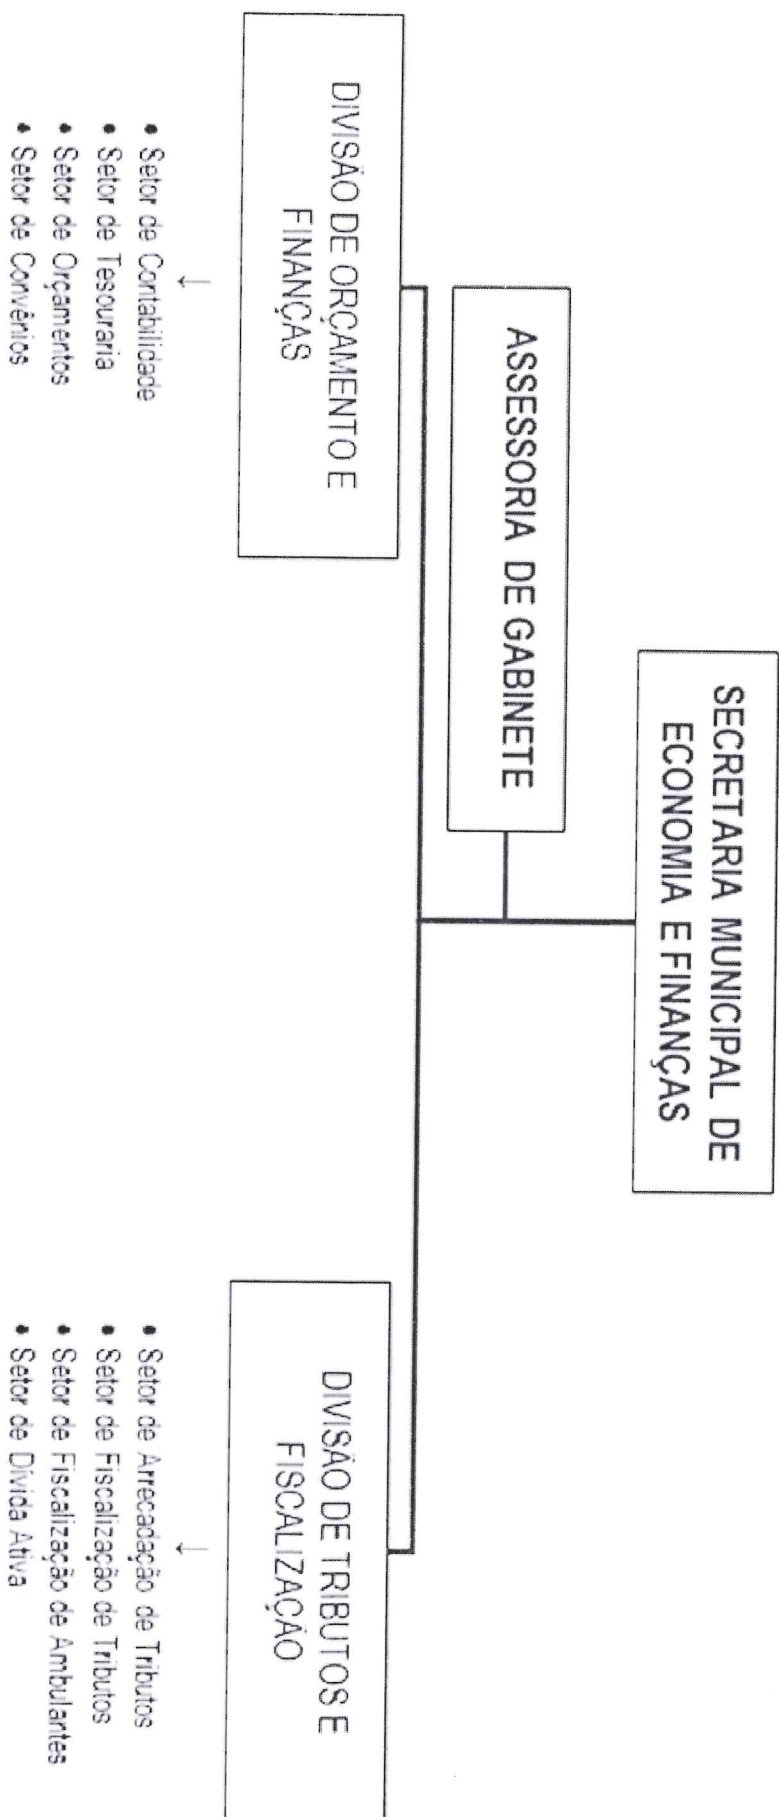 SECRETARIA MUNICIPAL DE
ECONOMIA E FINANÇAS
ASSESSORIA DE GABINETE
DIVISÃO DE ORÇAMENTO E
FINANÇAS
• Setor de Contabilidade
• Setor de Tesouraria
• Setor de Orçamentos
• Setor de Convênios
DIVISÃO DE TRIBUTOS E
FISCALIZAÇÃO
• Setor de Arrecadação de Tributos
• Setor de Fiscalização de Tributos
• Setor de Fiscalização de Ambulantes
• Setor de Dívida Ativa